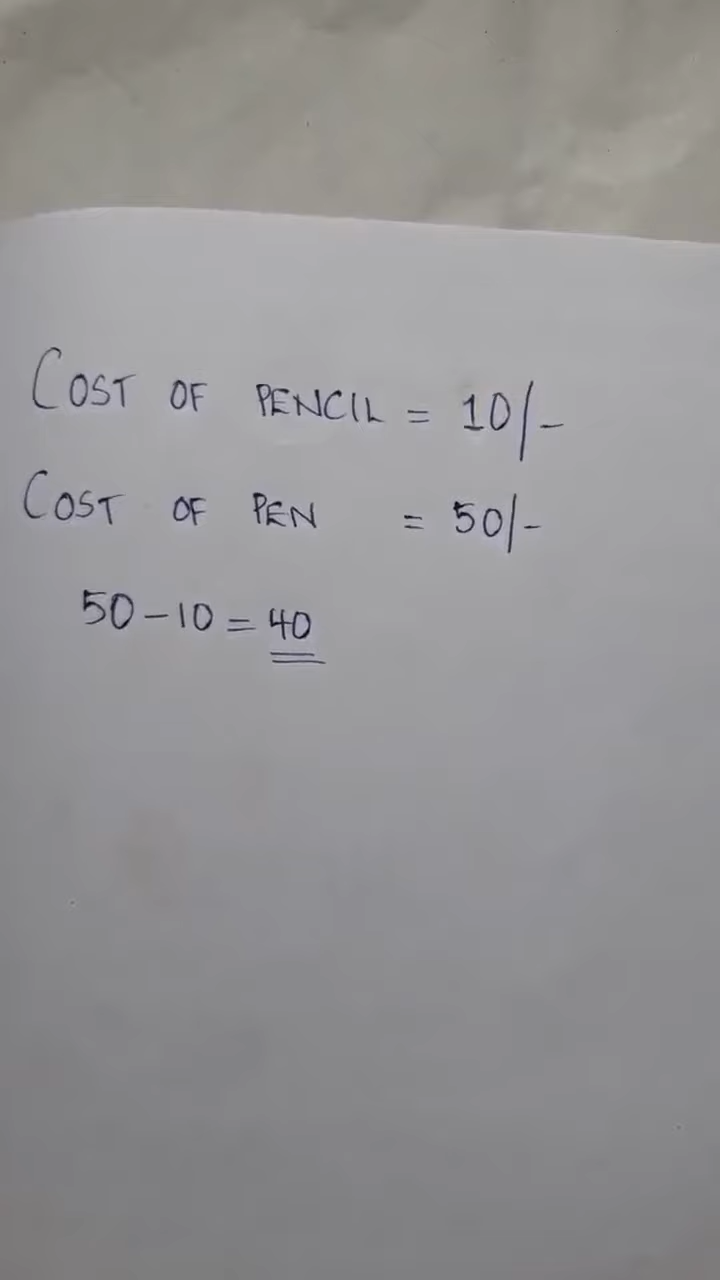 COST OF PENCIL = 10/-
COST OF PEN = 50/-
50-10 = 40